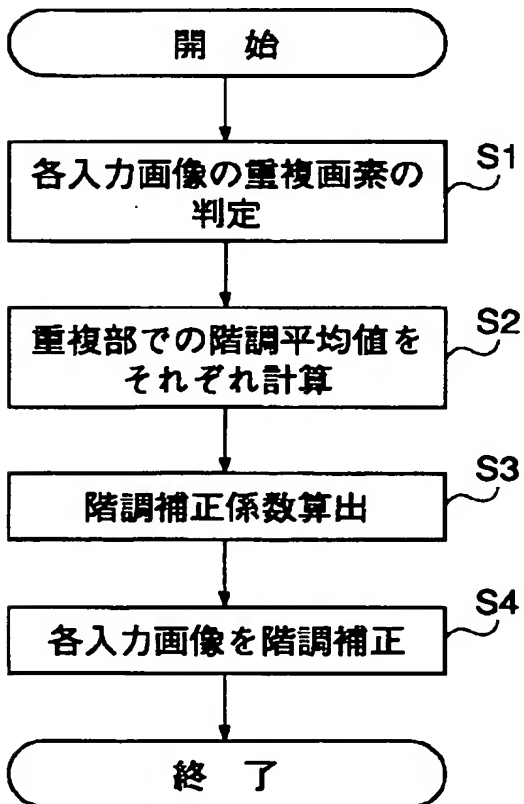 開 始
各入力画像の重複画素の
判定
S1
重複部での階調平均値を
それぞれ計算
S2
階調補正係数算出
S3
各入力画像を階調補正
S4
終 了